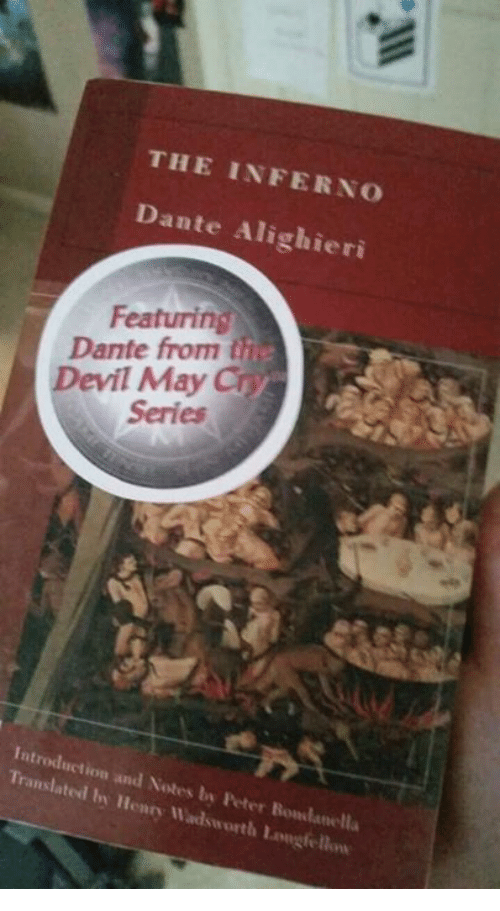 THE INFERNO
Dante Alighieri
Featuring
Dante from the
Devil May Cry
Series
Introduction and Notes by Peter Bondanella
Translated by Henry Wadsworth Longfellow